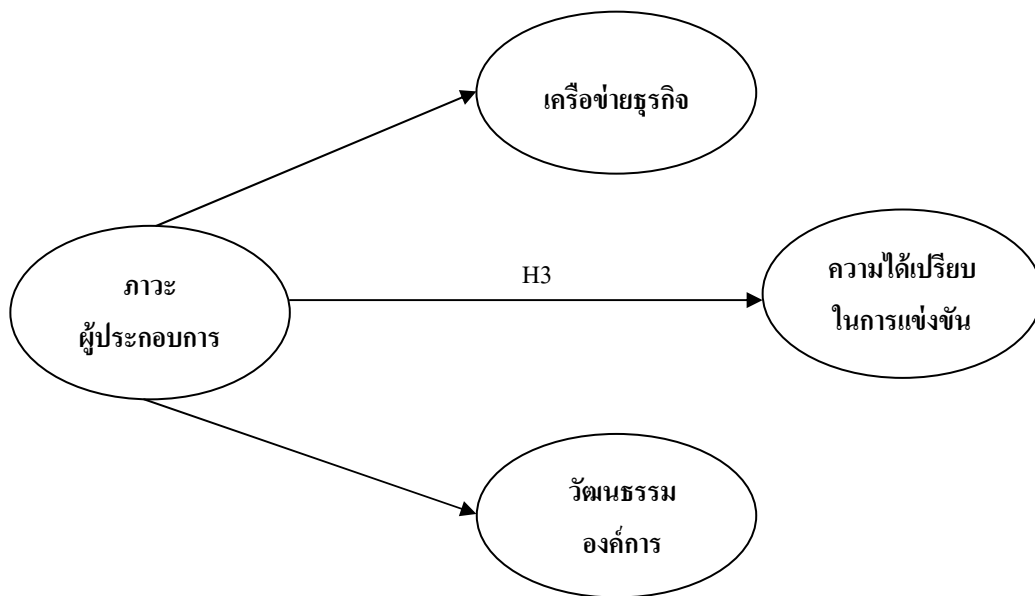 เครือข่ายธุรกิจ
ภาวะ
ผู้ประกอบการ
H3
ความได้เปรียบ
ในการแข่งขัน
วัฒนธรรม
องค์การ